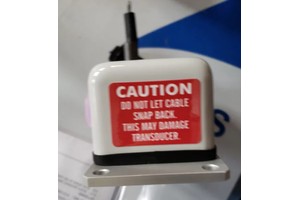 CAUTION
DO NOT LET CABLE
SNAP BACK.
THIS MAY DAMAGE
TRANSDUCER.
S